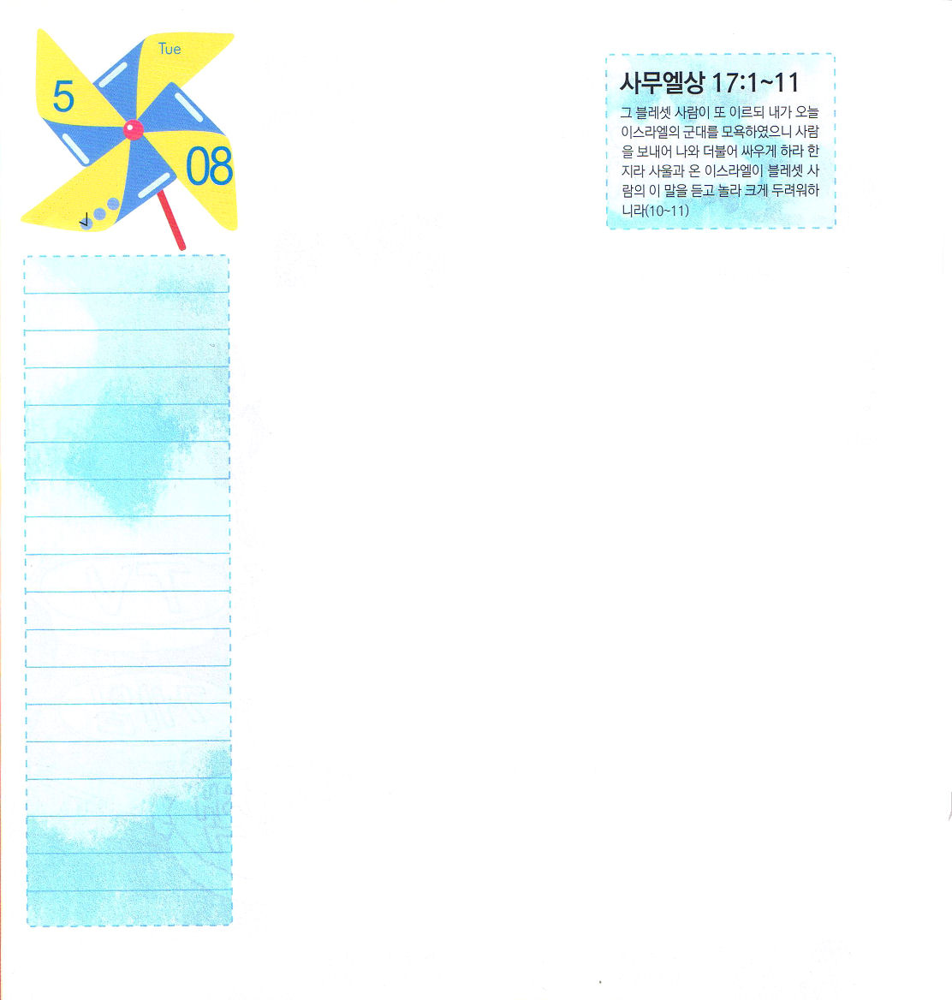 Tue
5
08
사무엘상 17:1~11
그 블레셋 사람이 또 이르되 내가 오늘
이스라엘의 군대를 모욕하였으니 사람
을 보내어 나와 더불어 싸우게 하라 한
지라 사울과 온 이스라엘이 블레셋 사
람의 이 말을 듣고 놀라 크게 두려워하
니라(10~11)